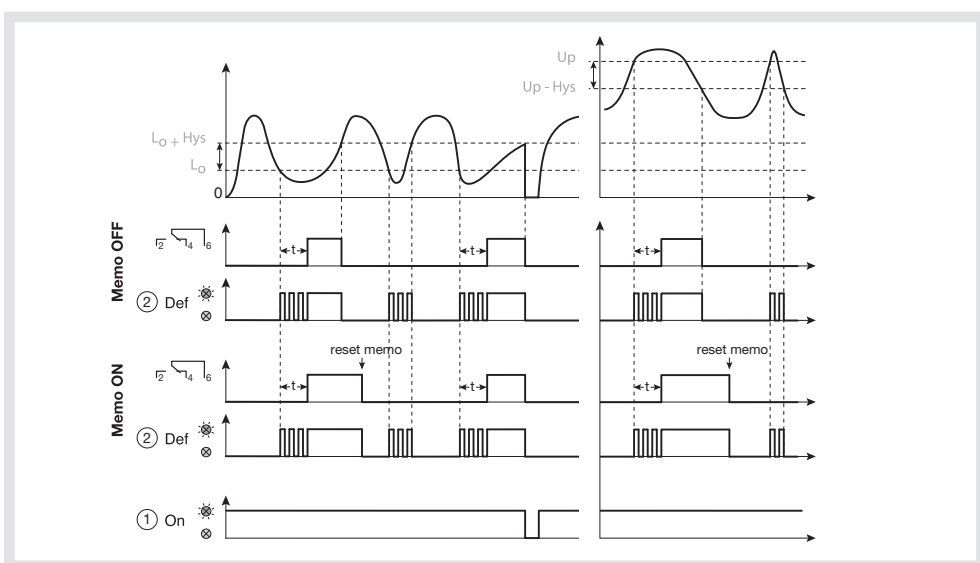 Up
Up - Hys
Lo + Hys
Lo
0
Memo OFF
2 4 6
t t t
2 Def
reset memo reset memo
Memo ON
2 4 6
t t t
2 Def
1 On